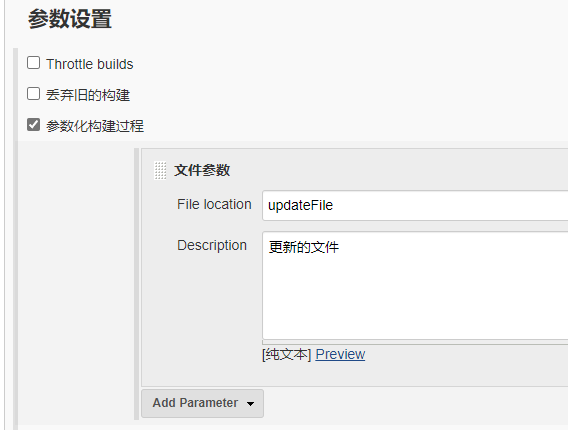 参数设置
Throttle builds
丢弃旧的构建
参数化构建过程
文件参数
File location updateFile
Description 更新的文件
[纯文本] Preview
Add Parameter